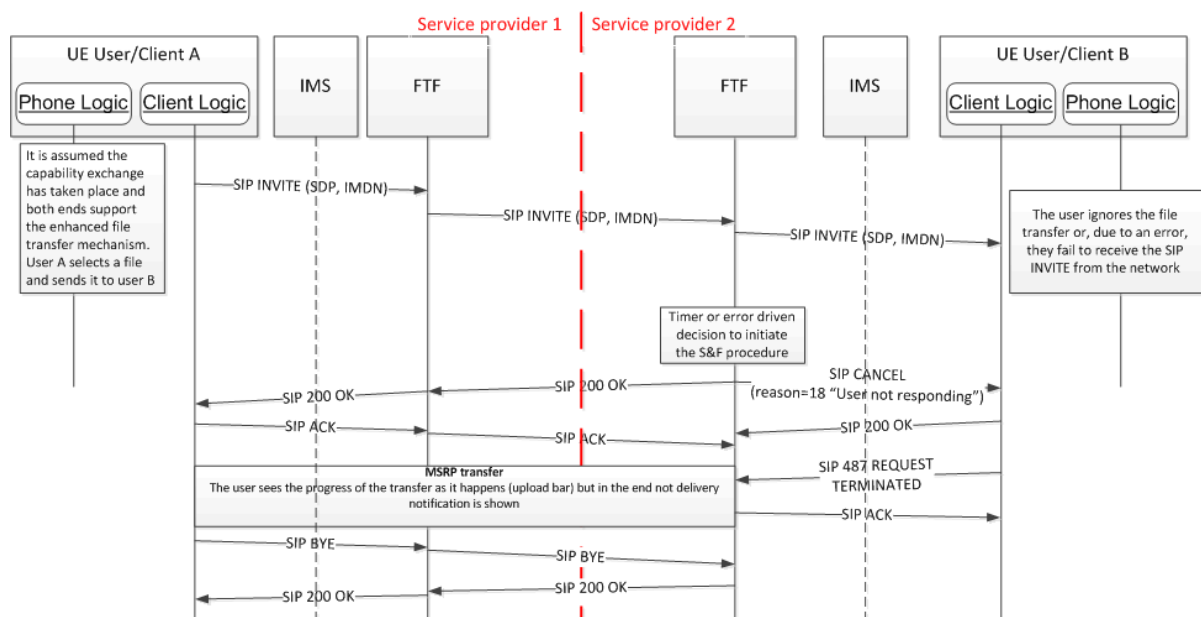 Service provider 1
Service provider 2
UE User/Client A
Phone Logic
Client Logic
IMS
FTF
FTF
IMS
UE User/Client B
Client Logic
Phone Logic
It is assumed the
capability exchange
has taken place and
both ends support
the enhanced file
transfer mechanism.
User A selects a file
and sends it to user B
SIP INVITE (SDP, IMDN)
SIP INVITE (SDP, IMDN)
SIP INVITE (SDP, IMDN)
The user ignores the file
transfer or, due to an error,
they fail to receive the SIP
INVITE from the network
Timer or error driven
decision to initiate
the S&F procedure
SIP 200 OK
SIP 200 OK
SIP CANCEL
(reason=18 “User not responding”)
SIP ACK
SIP ACK
SIP 200 OK
MSRP transfer
The user sees the progress of the transfer as it happens (upload bar) but in the end not delivery
notification is shown
SIP 487 REQUEST
TERMINATED
SIP ACK
SIP BYE
SIP BYE
SIP 200 OK
SIP 200 OK